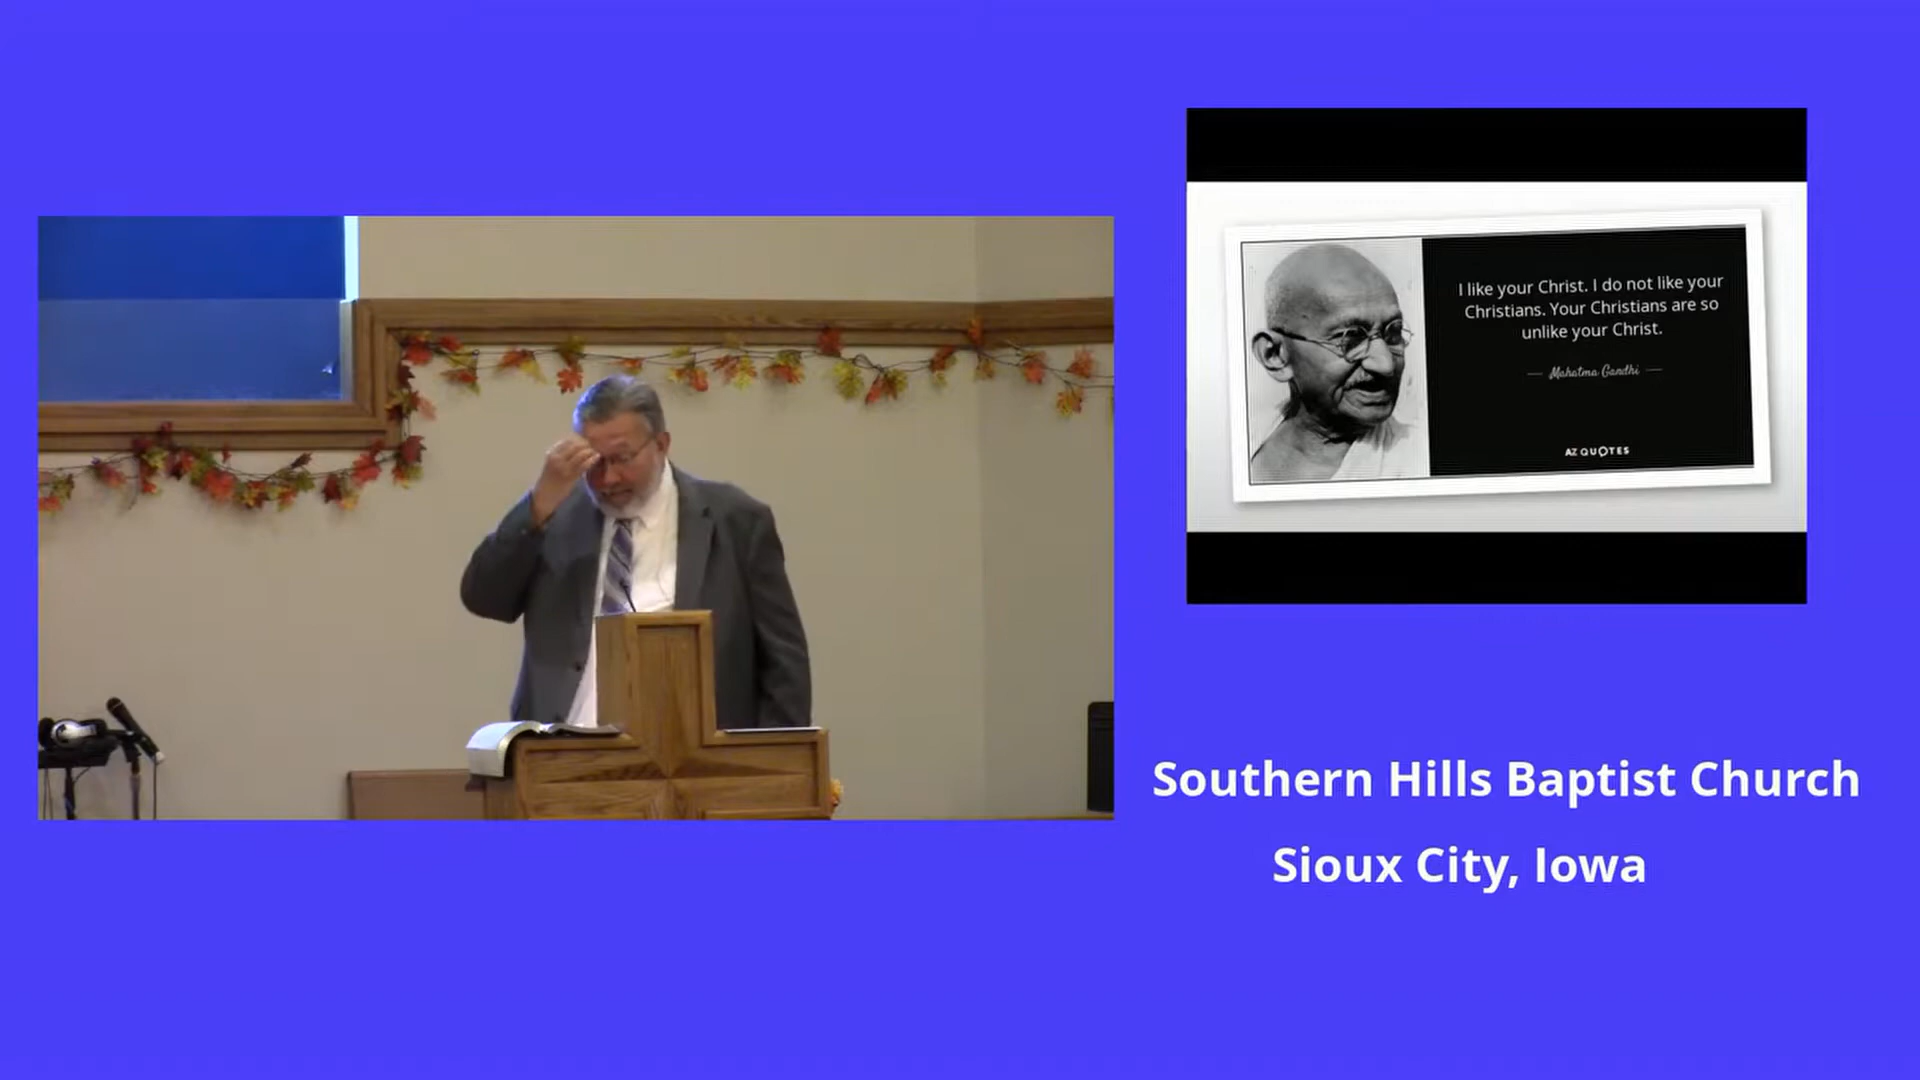 I like your Christ. I do not like your
Christians. Your Christians are so
unlike your Christ.
Mahatma Gandhi
AZ QUOTES
Southern Hills Baptist Church
Sioux City, Iowa